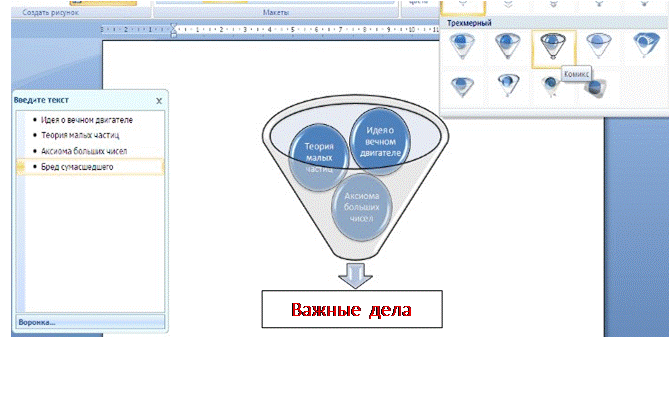 Создать рисунок
Макеты
Трехмерный
Комикс
Введите текст
Идея о вечном двигателе
Теория малых частиц
Аксиома больших чисел
Бред сумасшедшего
Воронка...
Идея о
вечном
двигателе
Теория
малых
частиц
Аксиома
больших
чисел
Важные дела